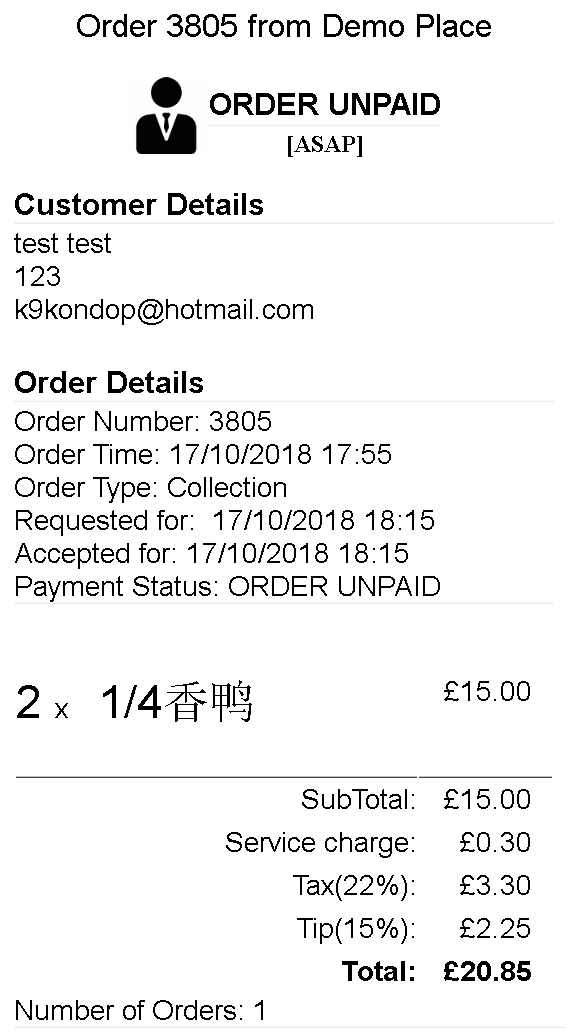 Order 3805 from Demo Place
ORDER UNPAID
[ASAP]
Customer Details
test test
123
k9kondop@hotmail.com
Order Details
Order Number: 3805
Order Time: 17/10/2018 17:55
Order Type: Collection
Requested for: 17/10/2018 18:15
Accepted for: 17/10/2018 18:15
Payment Status: ORDER UNPAID
2 x 1/4香鸭 £15.00
SubTotal: £15.00
Service charge: £0.30
Tax(22%): £3.30
Tip(15%): £2.25
Total: £20.85
Number of Orders: 1